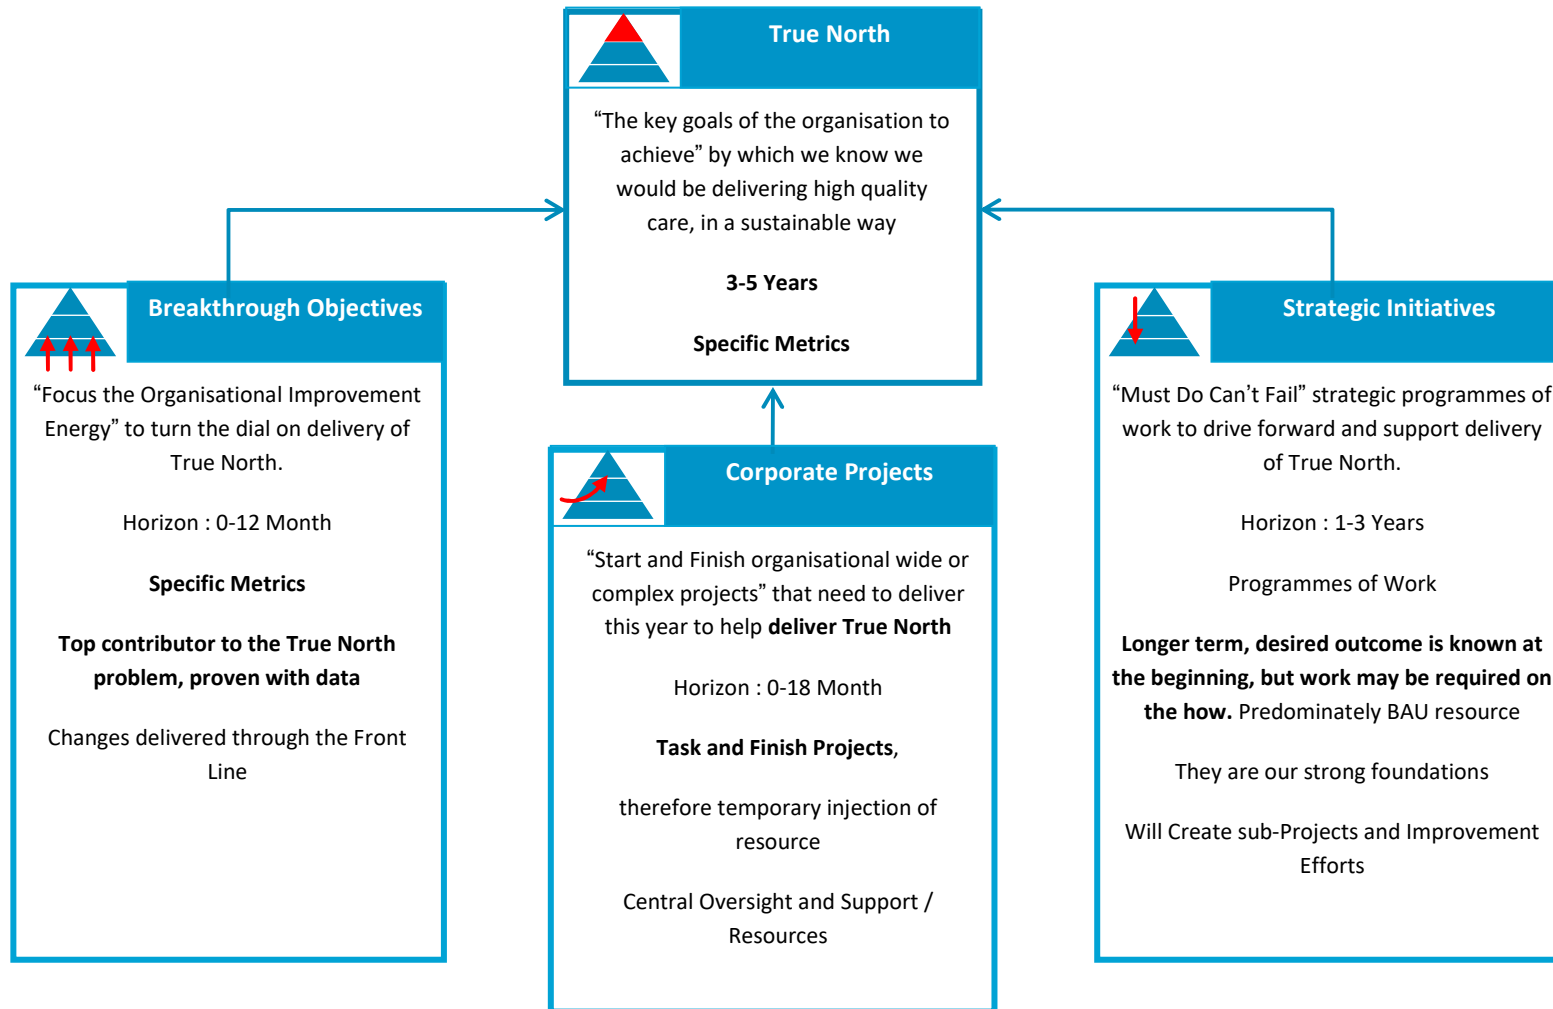 True North
“The key goals of the organisation to
achieve” by which we know we
would be delivering high quality
care, in a sustainable way
3-5 Years
Specific Metrics
Breakthrough Objectives
“Focus the Organisational Improvement
Energy” to turn the dial on delivery of
True North.
Horizon : 0-12 Month
Specific Metrics
Top contributor to the True North
problem, proven with data
Changes delivered through the Front
Line
Corporate Projects
“Start and Finish organisational wide or
complex projects” that need to deliver
this year to help deliver True North
Horizon : 0-18 Month
Task and Finish Projects,
therefore temporary injection of
resource
Central Oversight and Support /
Resources
Strategic Initiatives
“Must Do Can’t Fail” strategic programmes of
work to drive forward and support delivery
of True North.
Horizon : 1-3 Years
Programmes of Work
Longer term, desired outcome is known at
the beginning, but work may be required on
the how. Predominately BAU resource
They are our strong foundations
Will Create sub-Projects and Improvement
Efforts